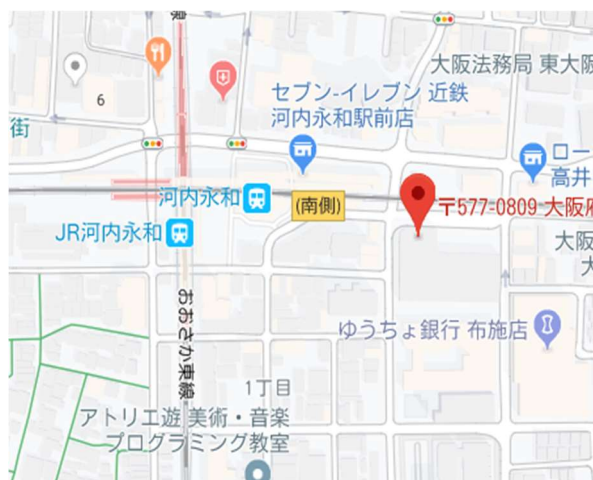 線
大阪法務局 東大阪
6
セブン-イレブン 近鉄
河内永和駅前店
街
ロー
高井
河内永和
(南側)
〒577-0809 大阪府
JR河内永和
大阪
大
おおさか東線
ゆうちょ銀行 布施店
1丁目
アトリエ遊 美術・音楽
プログラミング教室